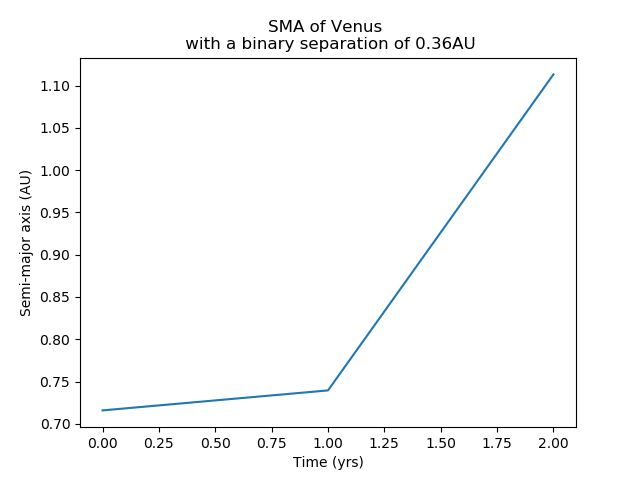 SMA of Venus
with a binary separation of 0.36AU
1.10
1.05
1.00
0.95
0.90
0.85
0.80
0.75
0.70
Semi-major axis (AU)
0.00 0.25 0.50 0.75 1.00 1.25 1.50 1.75 2.00
Time (yrs)